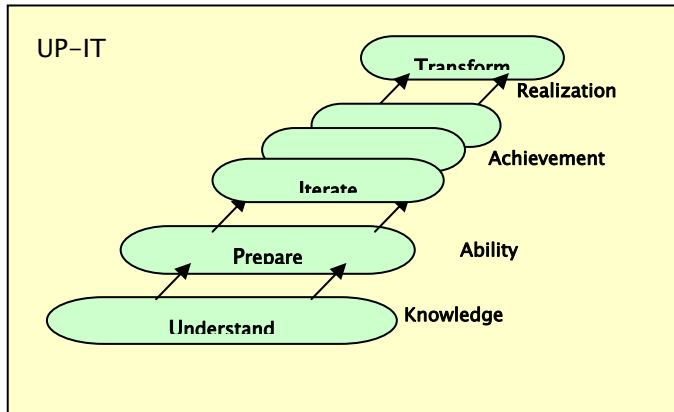 UP-IT
Transform
Realization
Achievement
Iterate
Prepare
Ability
Understand
Knowledge